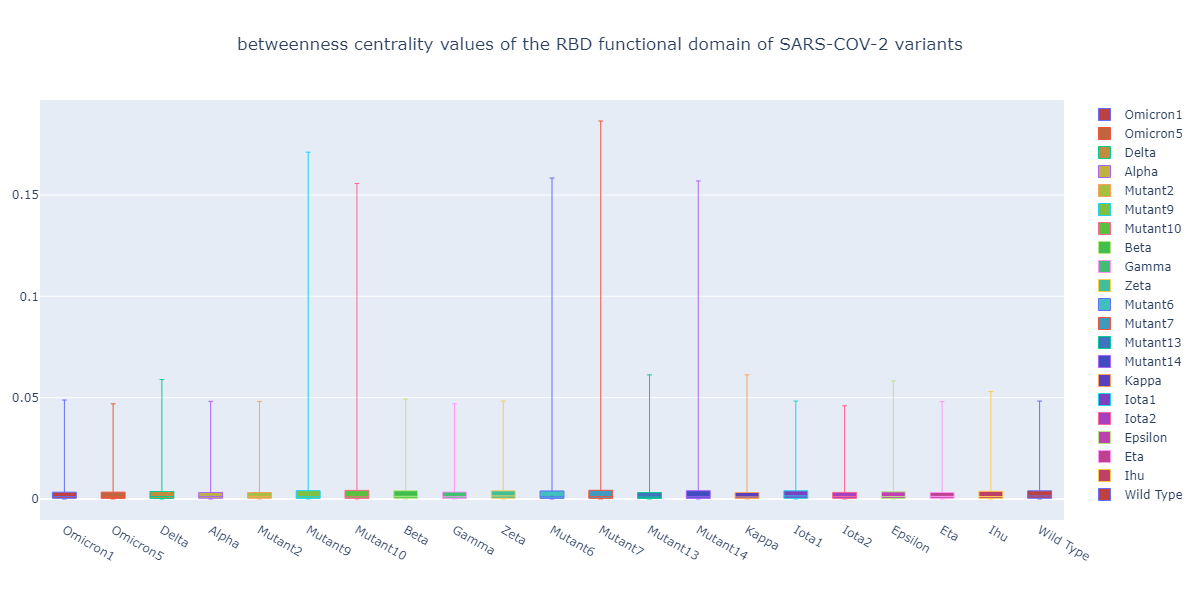 betweenness centrality values of the RBD functional domain of SARS-COV-2 variants
0.15
0.1
0.05
0
Omicron1
Omicron5
Delta
Alpha
Mutant2
Mutant9
Mutant10
Beta
Gamma
Zeta
Mutant6
Mutant7
Mutant13
Mutant14
Kappa
Iota1
Iota2
Epsilon
Eta
Ihu
Wild Type
Omicron1
Omicron5
Delta
Alpha
Mutant2
Mutant9
Mutant10
Beta
Gamma
Zeta
Mutant6
Mutant7
Mutant13
Mutant14
Kappa
Iota1
Iota2
Epsilon
Eta
Ihu
Wild Type